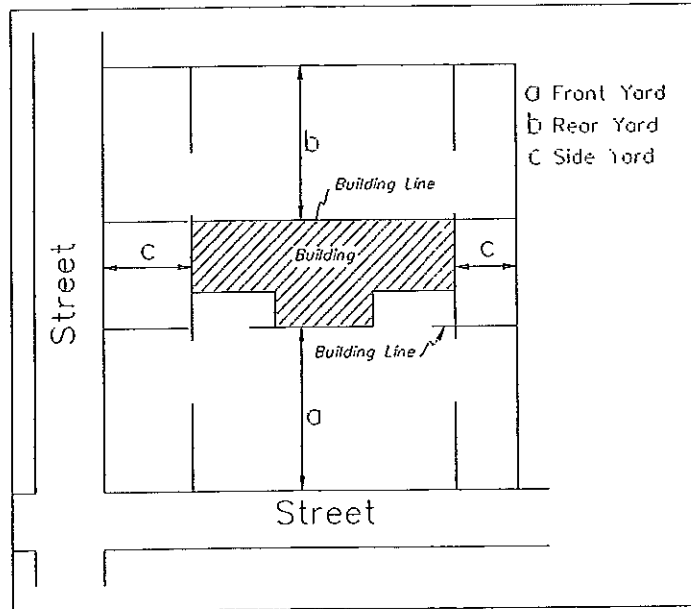 a Front Yard
b Rear Yard
c Side Yard
b
Building Line
Building
c
c
Street
Building Line
a
Street